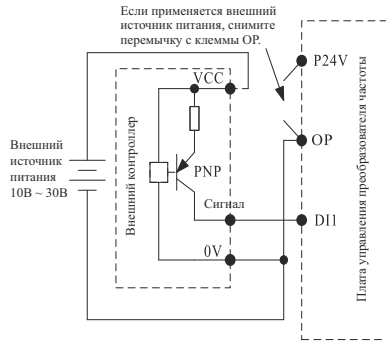 Если применяется внешний
источник питания, снимите
перемычку с клеммы OP.
P24V
VCC
OP
Внешний
источник
питания
10В ~ 30В
Внешний контроллер
PNP
Сигнал
DI1
0V
Плата управления преобразователя частоты